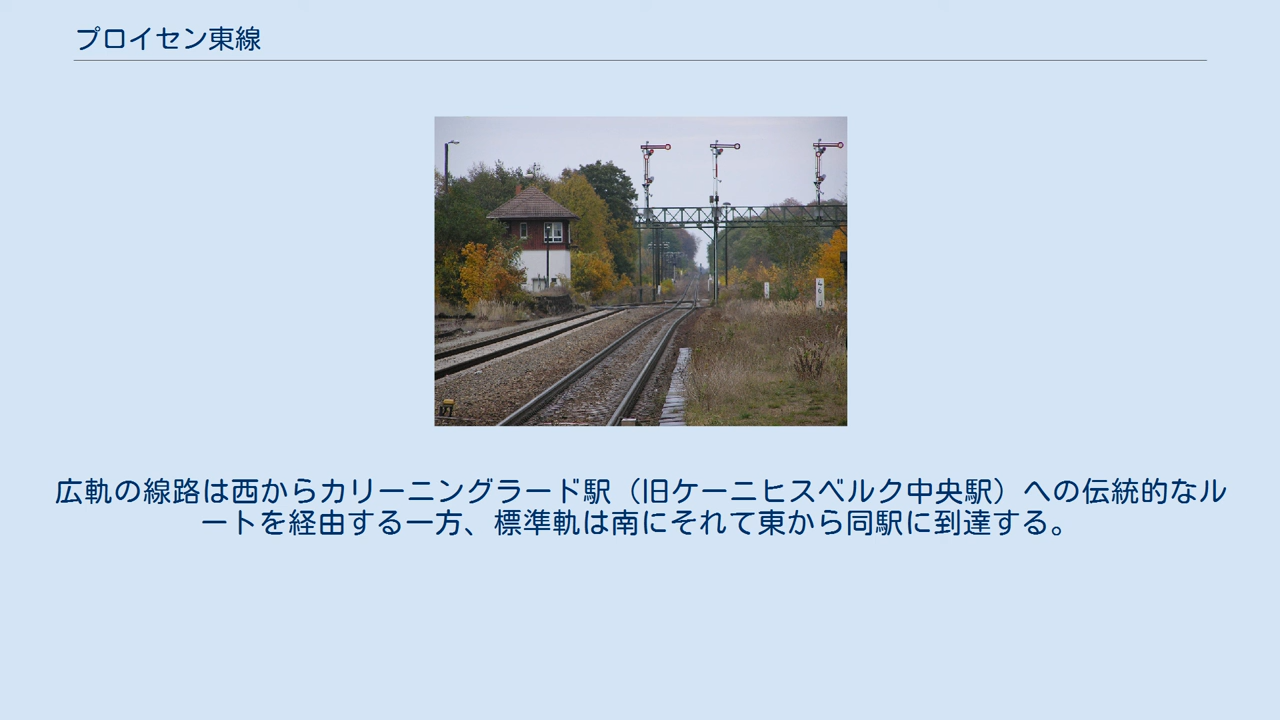 プロイセン東線
広軌の線路は西からカリーニングラード駅（旧ケーニヒスベルク中央駅）への伝統的なル
ートを経由する一方、標準軌は南にそれて東から同駅に到達する。